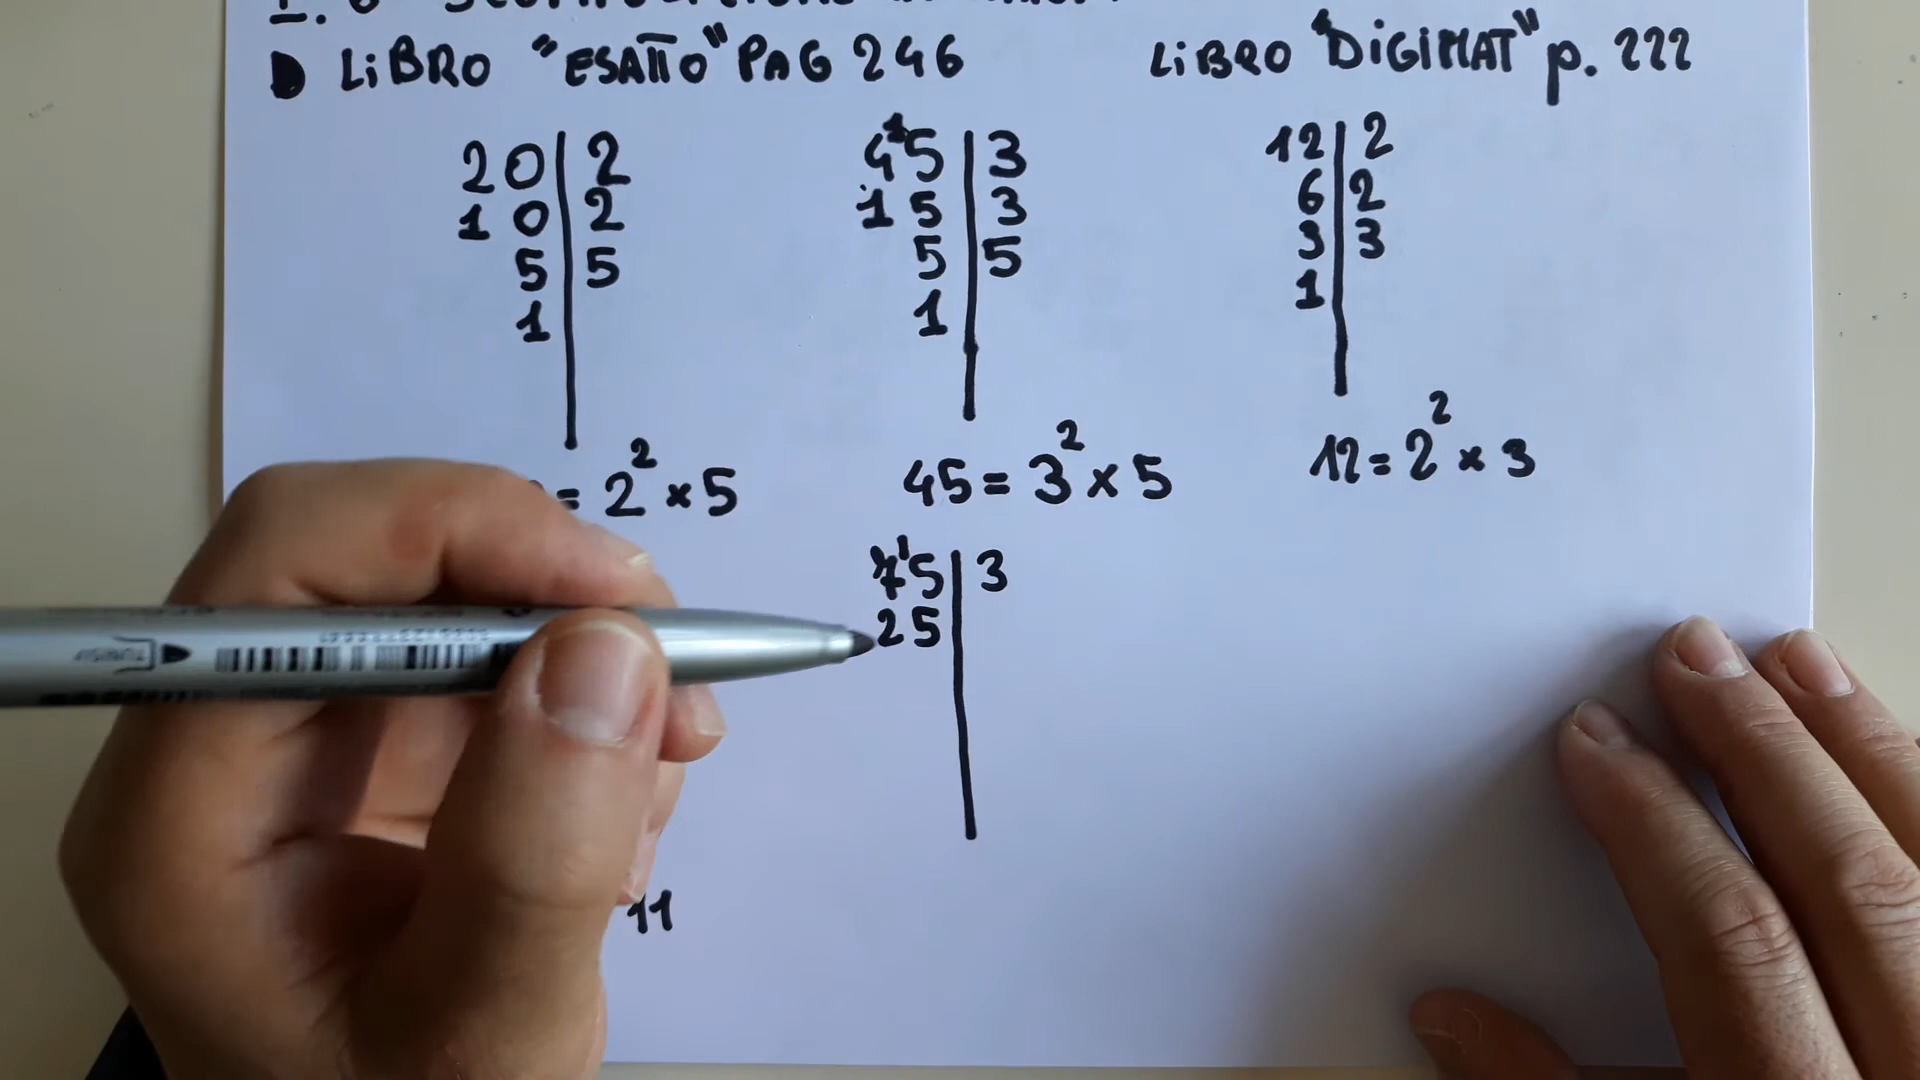 LiBRO "ESATTO" PAG 246
LiBRO "DiGiMAT" p. 222
20 | 2
10 | 2
5 | 5
1
= 2² × 5
4¹5 | 3
15 | 3
5 | 5
1
45 = 3² × 5
12 | 2
6 | 2
3 | 3
1
12 = 2² × 3
7¹5 | 3
25
11